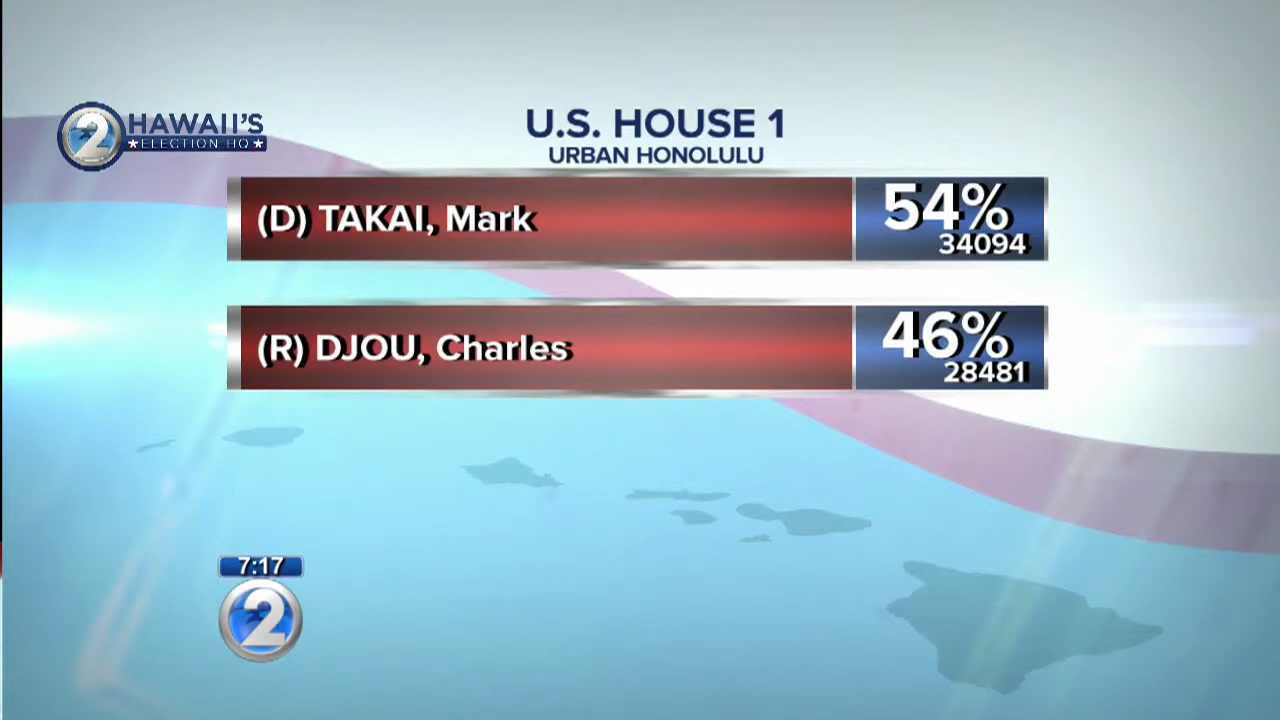 2 HAWAII'S
★ELECTION HQ★
U.S. HOUSE 1
URBAN HONOLULU
(D) TAKAI, Mark
54%
34094
(R) DJOU, Charles
46%
28481
7:17
2